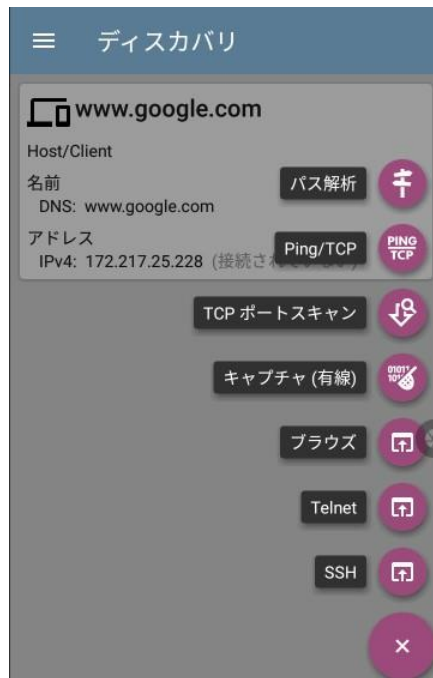 ディスカバリ
www.google.com
Host/Client
名前
DNS: www.google.com
アドレス
IPv4: 172.217.25.228 (接続さ
パス解析
Ping/TCP
PING
TCP
TCP ポートスキャン
キャプチャ (有線)
01011
101
ブラウズ
Telnet
SSH